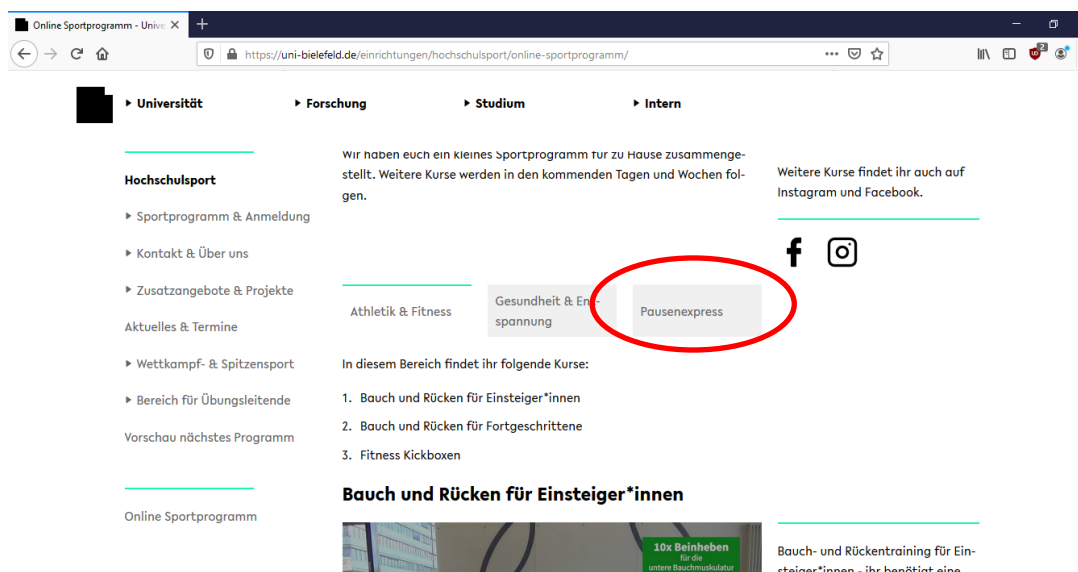 Online Sportprogramm - Unive
https://uni-bielefeld.de/einrichtungen/hochschulsport/online-sportprogramm/
2
Universität
Forschung
Studium
Intern
Hochschulsport
Sportprogramm & Anmeldung
Kontakt & Über uns
Zusatzangebote & Projekte
Aktuelles & Termine
Wettkampf- & Spitzensport
Bereich für Übungsleitende
Vorschau nächstes Programm
Online Sportprogramm
Wir haben euch ein kleines Sportprogramm für zu Hause zusammenge-
stellt. Weitere Kurse werden in den kommenden Tagen und Wochen fol-
gen.
Athletik & Fitness
Gesundheit & Ent-
spannung
Pausenexpress
In diesem Bereich findet ihr folgende Kurse:
1. Bauch und Rücken für Einsteiger*innen
2. Bauch und Rücken für Fortgeschrittene
3. Fitness Kickboxen
Bauch und Rücken für Einsteiger*innen
10x Beinheben
für die
untere Bauchmuskulatur
Weitere Kurse findet ihr auch auf
Instagram und Facebook.
Bauch- und Rückentraining für Ein-
steiger*innen - ihr benötigt eine